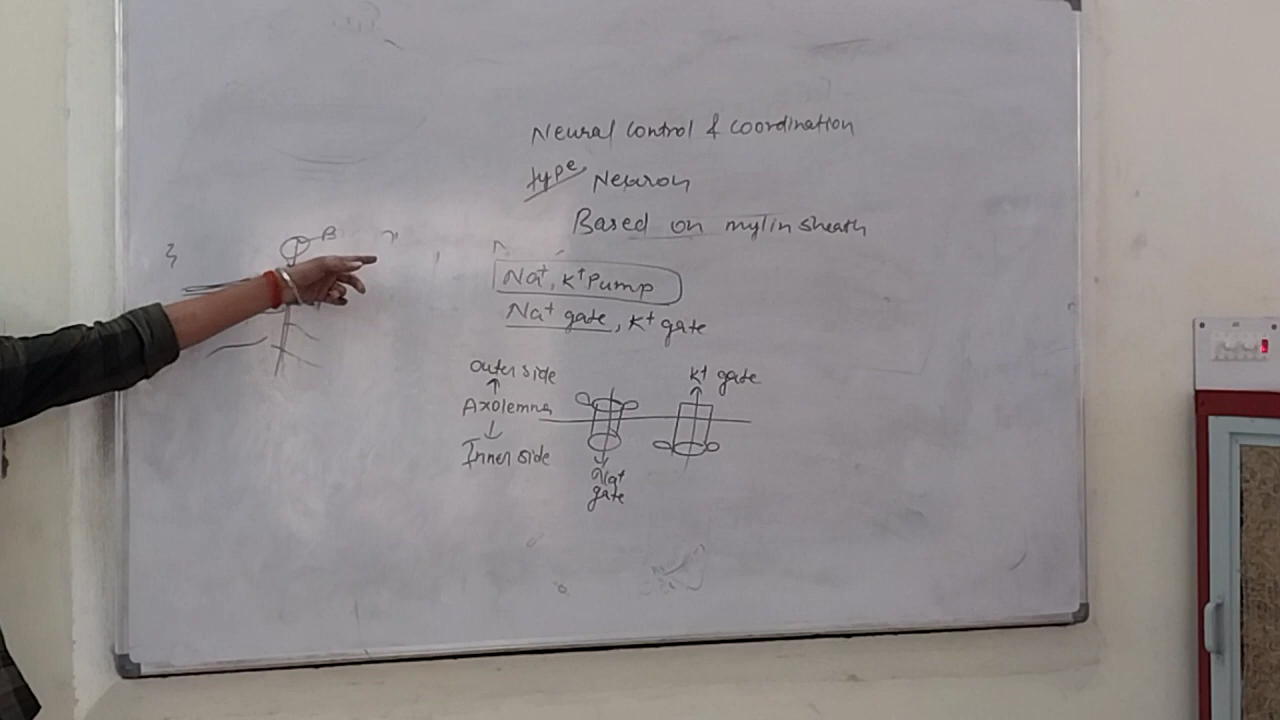 Neural control & coordination
type Neuron
Based on mylin sheath
B
Na+, K+ Pump
Na+ gate, K+ gate
outer side
K+ gate
Axolemna
Inner side
Na+
gate